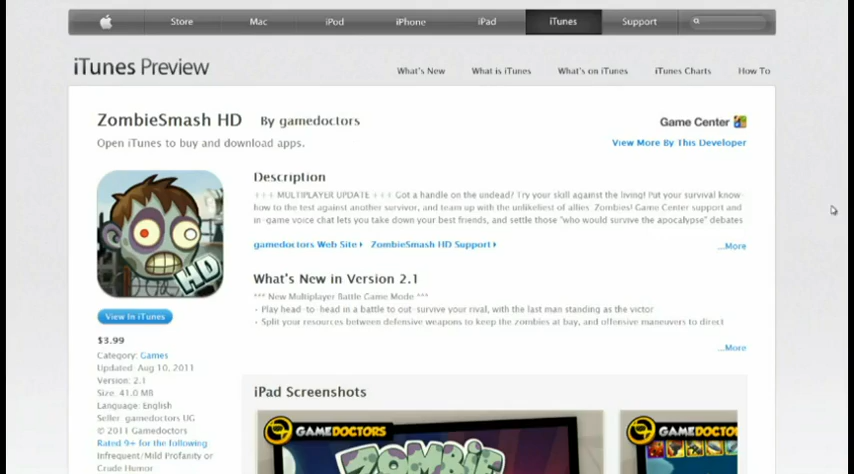 Store Mac iPod iPhone iPad iTunes Support
iTunes Preview
What's New What is iTunes What's on iTunes iTunes Charts How To
ZombieSmash HD By gamedoctors
Game Center
Open iTunes to buy and download apps.
View More By This Developer
Description
+++ MULTIPLAYER UPDATE +++ Got a handle on the undead? Try your skill against the living! Put your survival know-
how to the test against another survivor, and team up with the unlikeliest of allies: Zombies! Game Center support and
in-game voice chat lets you take down your best friends, and settle those "who would survive the apocalypse" debates
gamedoctors Web Site ZombieSmash HD Support
...More
HD
What's New in Version 2.1
*** New Multiplayer Battle Game Mode ***
- Play head-to-head in a battle to out-survive your rival, with the last man standing as the victor
- Split your resources between defensive weapons to keep the zombies at bay, and offensive maneuvers to direct
...More
View In iTunes
$3.99
Category: Games
Updated: Aug 10, 2011
Version: 2.1
Size: 41.0 MB
Language: English
Seller: gamedoctors UG
© 2011 Gamedoctors
Rated 9+ for the following:
Infrequent/Mild Profanity or
Crude Humor
iPad Screenshots
GAMEDOCTORS
GAMEDOCTORS
ZOMBIE